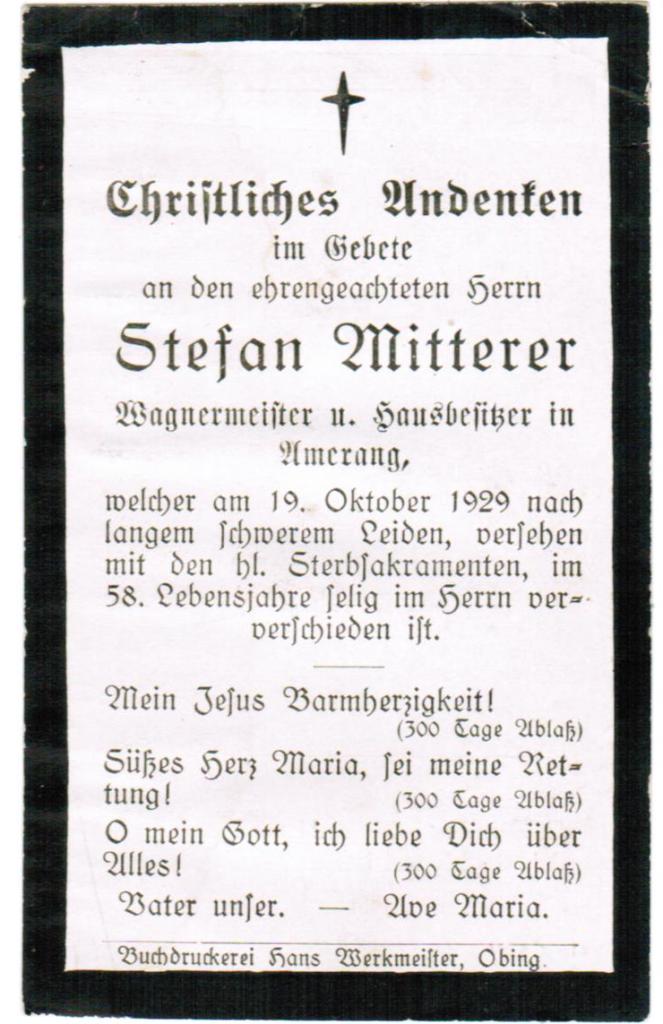 Christliches Andenken
im Gebete
an den ehrengeachteten Herrn
Stefan Mitterer
Wagnermeister u. Hausbesitzer in
Amerang,
welcher am 19. Oktober 1929 nach
langem schwerem Leiden, versehen
mit den hl. Sterbsakramenten, im
58. Lebensjahre selig im Herrn ver-
verschieden ist.
Mein Jesus Barmherzigkeit!
(300 Tage Ablaß)
Süßes Herz Maria, sei meine Ret-
tung! (300 Tage Ablaß)
O mein Gott, ich liebe Dich über
Alles! (300 Tage Ablaß)
Vater unser. — Ave Maria.
Buchdruckerei Hans Werkmeister, Obing.